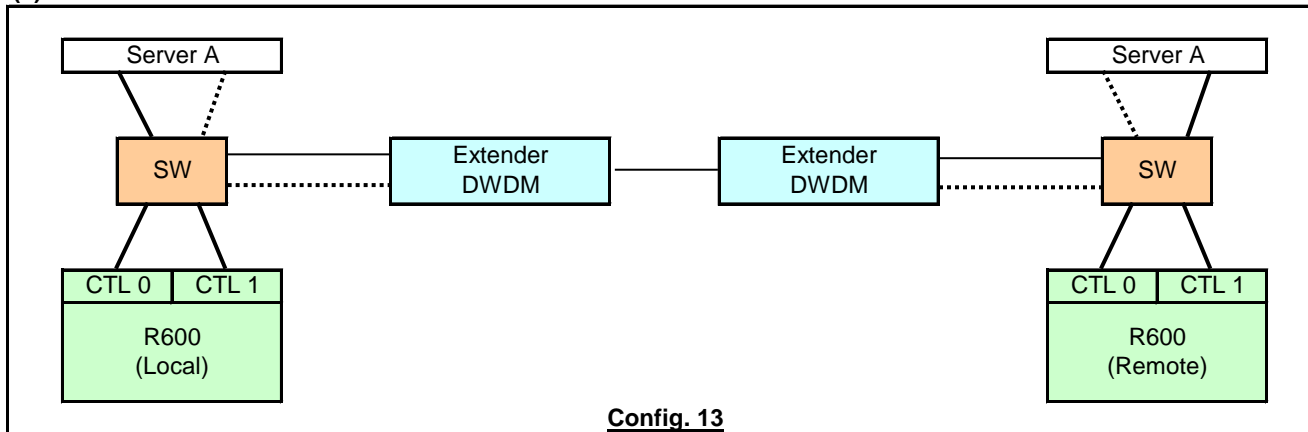 Server A
Server A
SW
Extender
DWDM
Extender
DWDM
SW
CTL 0
CTL 1
CTL 0
CTL 1
R600
(Local)
R600
(Remote)
Config. 13